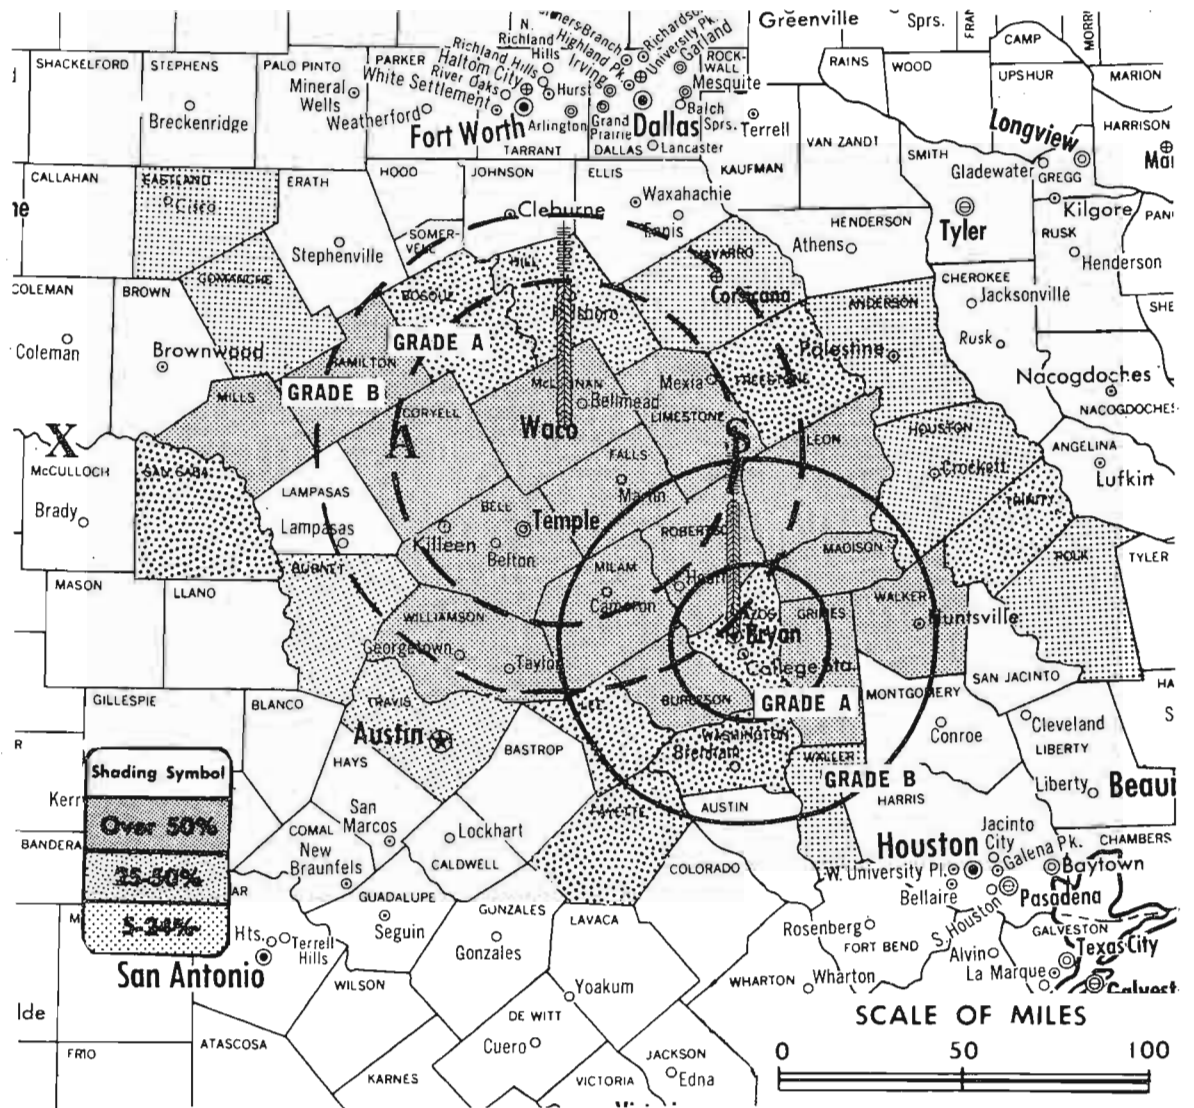 Greenville
Sprs.
CAMP
N.
Richland
Hills
Highland Pk.
University Pk.
Garland
Richland Hills
Haltom City
River Oaks
White Settlement
Irving
Hurst
Arlington
Grand
Prairie
ROCK-
WALL
Mesquite
Balch
Sprs.
RAINS
WOOD
UPSHUR
MARION
SHACKELFORD
STEPHENS
PALO PINTO
PARKER
Mineral
Wells
Weatherford
Breckenridge
Fort Worth
Dallas
Terrell
TARRANT
DALLAS
Lancaster
VAN ZANDT
SMITH
Longview
HARRISON
Gladewater
GREGG
CALLAHAN
EASTLAND
Cisco
ERATH
HOOD
JOHNSON
ELLIS
KAUFMAN
Waxahachie
Cleburne
Ennis
HENDERSON
Athens
Tyler
Kilgore
RUSK
Henderson
Stephenville
SOMER-
VELL
HILL
NAVARRO
Corsicana
COMANCHE
BOSQUE
CHEROKEE
Jacksonville
COLEMAN
BROWN
Coleman
Brownwood
GRADE A
ANDERSON
Palestine
Rusk
HAMILTON
GRADE B
McLENNAN
Bellmead
Mexia
FREESTONE
Nacogdoches
NACOGDOCHES
MILLS
CORYELL
Waco
LIMESTONE
X
A
S
LEON
HOUSTON
Crockett
ANGELINA
Lufkin
McCULLOCH
SAN SABA
FALLS
Marlin
Brady
LAMPASAS
Lampasas
BELL
Temple
Killeen
Belton
TRINITY
MASON
LLANO
BURNET
MILAM
Cameron
MADISON
POLK
TYLER
WALKER
Huntsville
WILLIAMSON
Georgetown
Taylor
GRIMES
Bryan
College Sta.
SAN JACINTO
GILLESPIE
BLANCO
TRAVIS
Austin
BURLESON
GRADE A
MONTGOMERY
Conroe
Cleveland
LIBERTY
Liberty
HAYS
BASTROP
LEE
WASHINGTON
Brenham
WALLER
GRADE B
HARRIS
Shading Symbol
Over 50%
25-50%
5-24%
San
Marcos
Lockhart
CALDWELL
FAYETTE
AUSTIN
COLORADO
BANDERA
COMAL
New
Braunfels
GUADALUPE
Seguin
GONZALES
Gonzales
LAVACA
Houston
Jacinto
City
Galena Pk.
CHAMBERS
Baytown
W. University Pl.
Bellaire
Pasadena
S. Houston
Rosenberg
FORT BEND
Alvin
GALVESTON
Texas City
La Marque
Hts.
Terrell
Hills
San Antonio
WILSON
WHARTON
Wharton
Yoakum
DE WITT
Cuero
FRIO
ATASCOSA
KARNES
JACKSON
Edna
VICTORIA
SCALE OF MILES
0 50 100